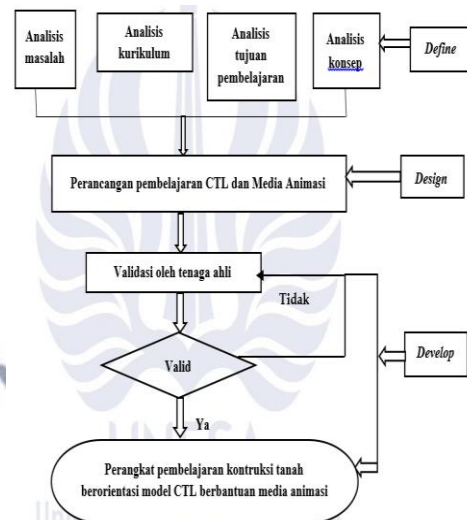 Analisis
masalah
Analisis
kurikulum
Analisis
tujuan
pembelajaran
Analisis
konsep
Define
Perancangan pembelajaran CTL dan Media Animasi
Design
Validasi oleh tenaga ahli
Tidak
Valid
Develop
Ya
Perangkat pembelajaran kontruksi tanah
berorientasi model CTL berbantuan media animasi